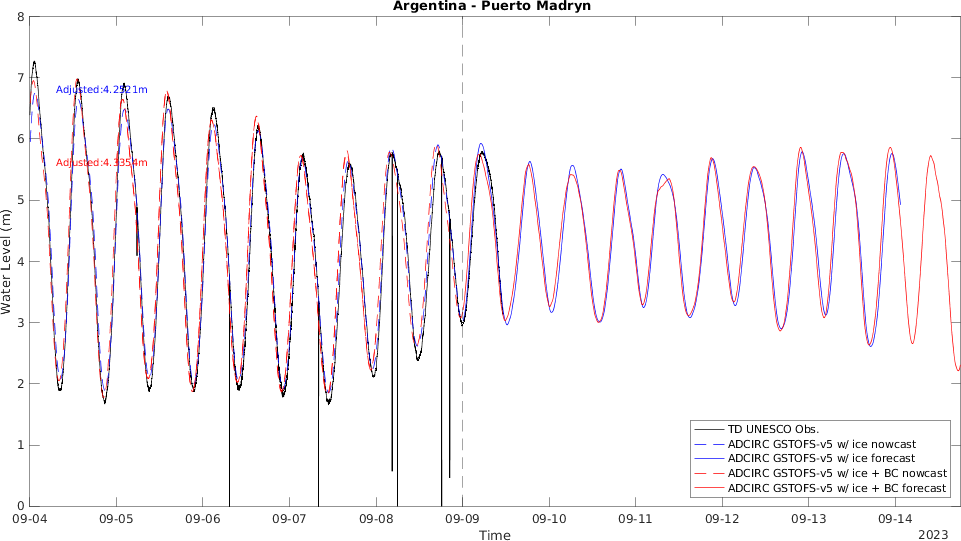 Argentina - Puerto Madryn
8
7
6
5
4
3
2
1
0
Water Level (m)
Adjusted:4.2521m
Adjusted:4.1354m
TD UNESCO Obs.
ADCIRC GSTOFS-v5 w/ ice nowcast
ADCIRC GSTOFS-v5 w/ ice forecast
ADCIRC GSTOFS-v5 w/ ice + BC nowcast
ADCIRC GSTOFS-v5 w/ ice + BC forecast
09-04 09-05 09-06 09-07 09-08 09-09 09-10 09-11 09-12 09-13 09-14
Time
2023